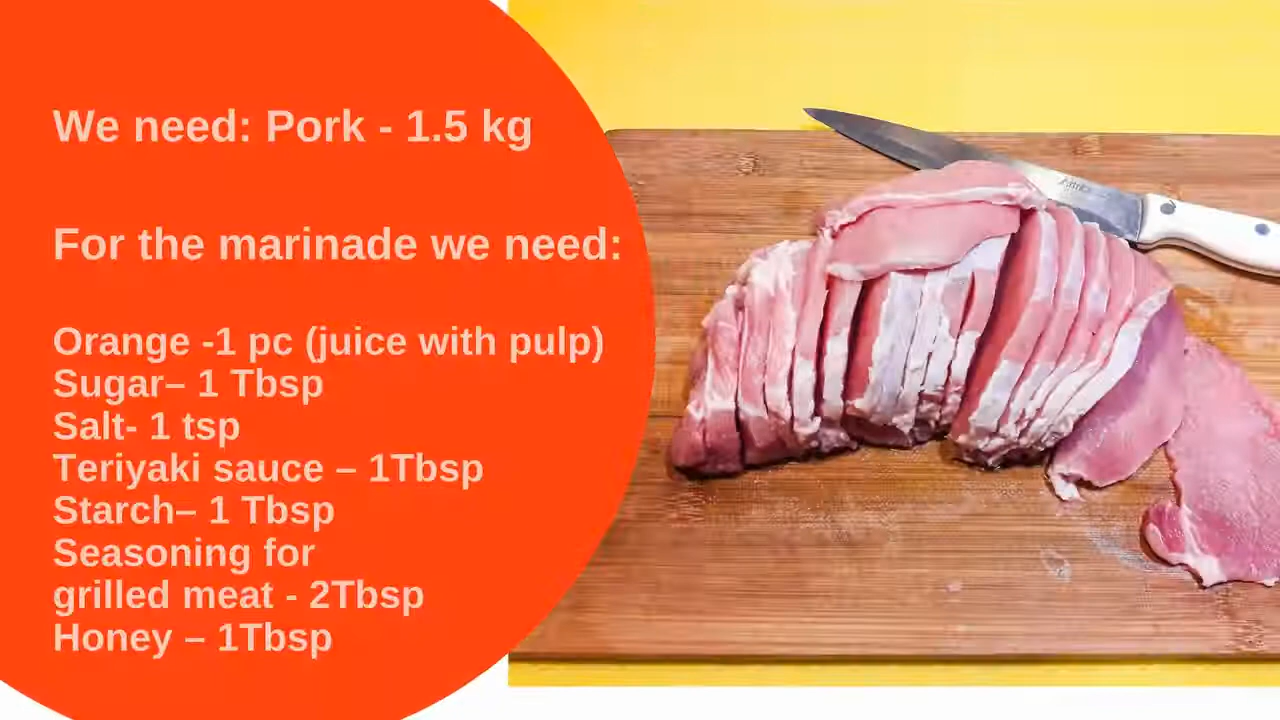 We need: Pork - 1.5 kg
For the marinade we need:
Orange -1 pc (juice with pulp)
Sugar– 1 Tbsp
Salt- 1 tsp
Teriyaki sauce – 1Tbsp
Starch– 1 Tbsp
Seasoning for
grilled meat - 2Tbsp
Honey – 1Tbsp